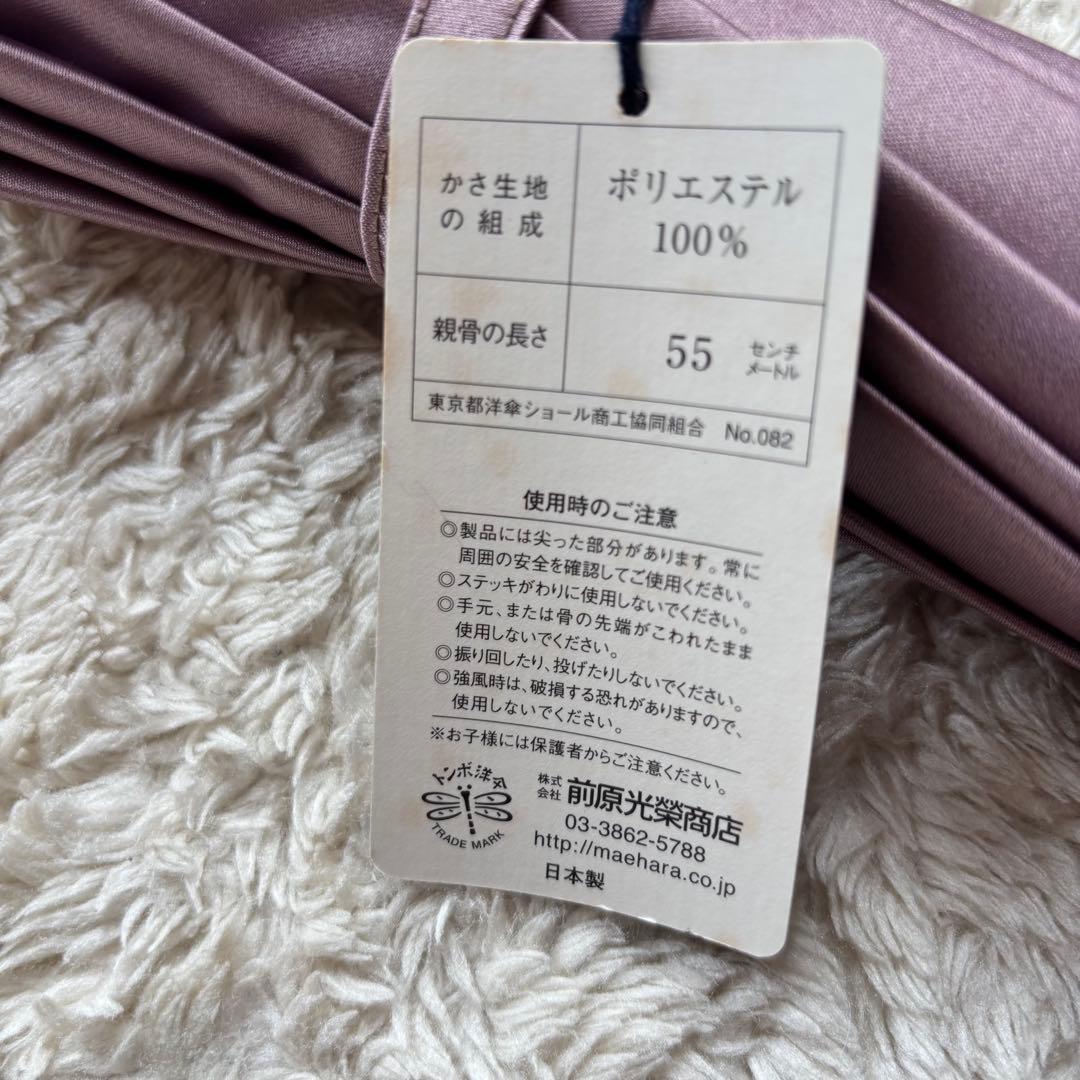 かさ生地
の組成
ポリエステル
100%
親骨の長さ
55 センチ
メートル
東京都洋傘ショール商工協同組合 No.082
使用時のご注意
◎製品には尖った部分があります。常に
周囲の安全を確認してご使用ください。
◎ステッキがわりに使用しないでください。
◎手元、または骨の先端がこわれたまま
使用しないでください。
◎振り回したり、投げたりしないでください。
◎強風時は、破損する恐れがありますので、
使用しないでください。
※お子様には保護者からご注意ください。
トンボ洋傘
TRADE MARK
株式会社 前原光榮商店
03-3862-5788
http://maehara.co.jp
日本製